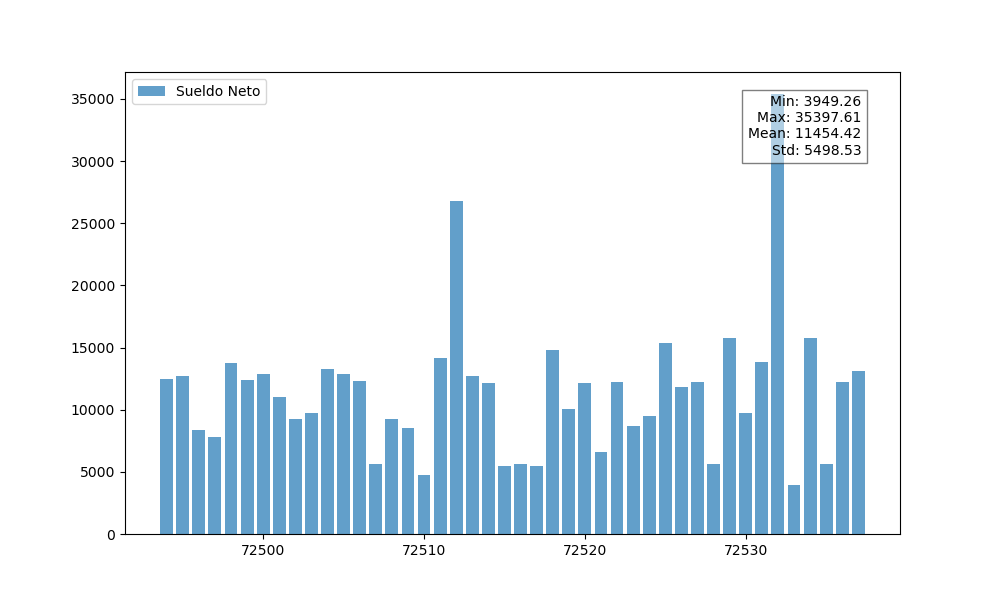 Sueldo Neto
Min: 3949.26
Max: 35397.61
Mean: 11454.42
Std: 5498.53
35000
30000
25000
20000
15000
10000
5000
0
72500 72510 72520 72530